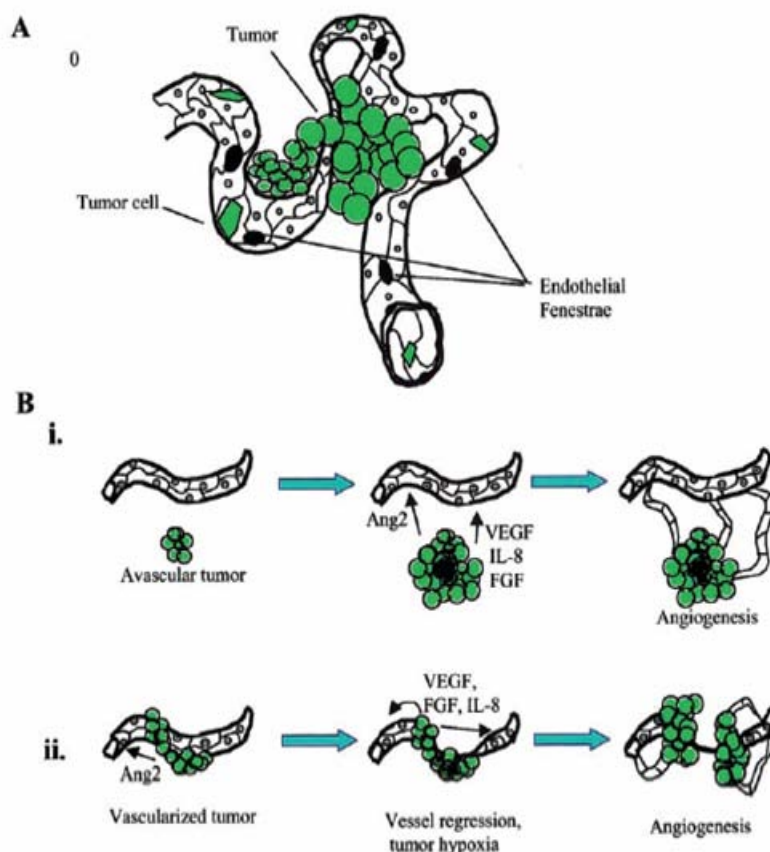 A
0
Tumor
Tumor cell
Endothelial
Fenestrae
B
i.
Avascular tumor
Ang2
VEGF
IL-8
FGF
Angiogenesis
ii.
Ang2
Vascularized tumor
VEGF,
FGF, IL-8
Vessel regression,
tumor hypoxia
Angiogenesis